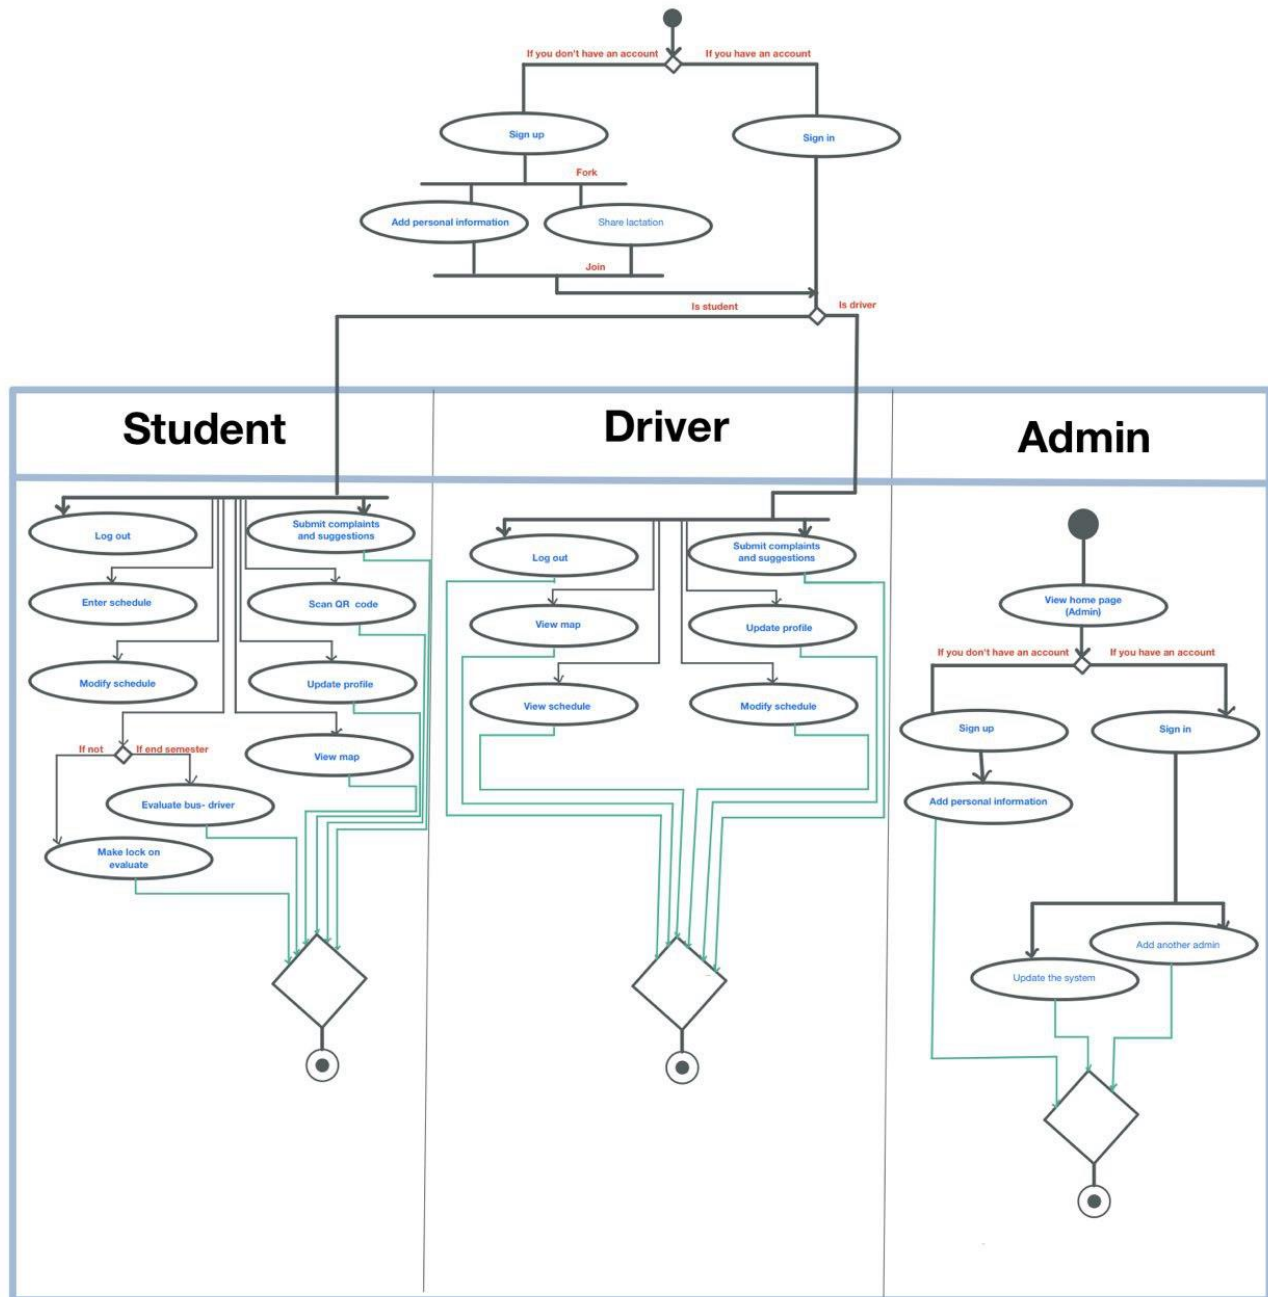 If you don't have an account
If you have an account
Sign up
Sign in
Fork
Add personal information
Share lactation
Join
Is student
Is driver
Student
Driver
Admin
Log out
Submit complaints
and suggestions
Enter schedule
Scan QR code
Modify schedule
Update profile
If not
If end semester
View map
Evaluate bus- driver
Make lock on
evaluate
Log out
Submit complaints
and suggestions
View map
Update profile
View schedule
Modify schedule
View home page
(Admin)
If you don't have an account
If you have an account
Sign up
Sign in
Add personal information
Add another admin
Update the system